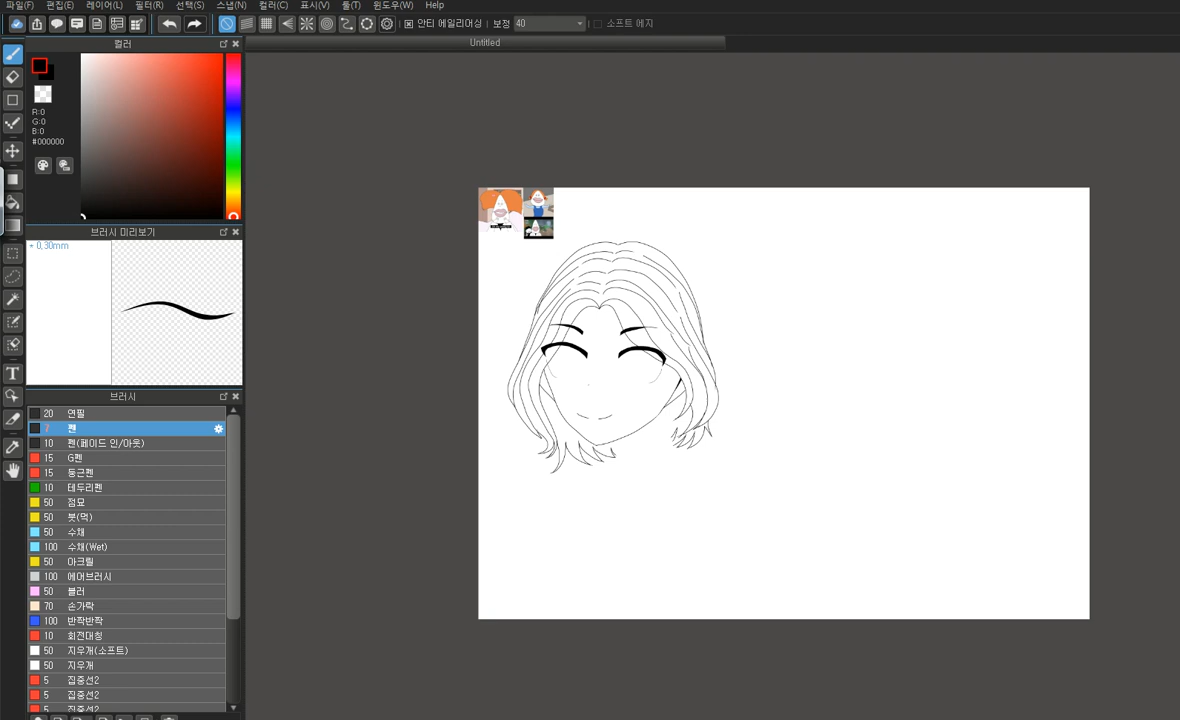 파일(F) 편집(E) 레이어(L) 필터(R) 선택(S) 스냅(N) 컬러(C) 표시(V) 툴(T) 윈도우(W) Help
안티 에일리어싱 보정 40 소프트 에지
컬러
Untitled
R:0
G:0
B:0
#000000
브러시 미리보기
* 0.30mm
브러시
20 연필
7 펜
10 펜(페이드 인/아웃)
15 G펜
15 둥근펜
10 테두리펜
50 점묘
50 붓(먹)
50 수채
100 수채(Wet)
50 아크릴
100 에어브러시
50 블러
70 손가락
100 반짝반짝
10 회전대칭
50 지우개(소프트)
50 지우개
5 집중선2
5 집중선2
5 집중선2